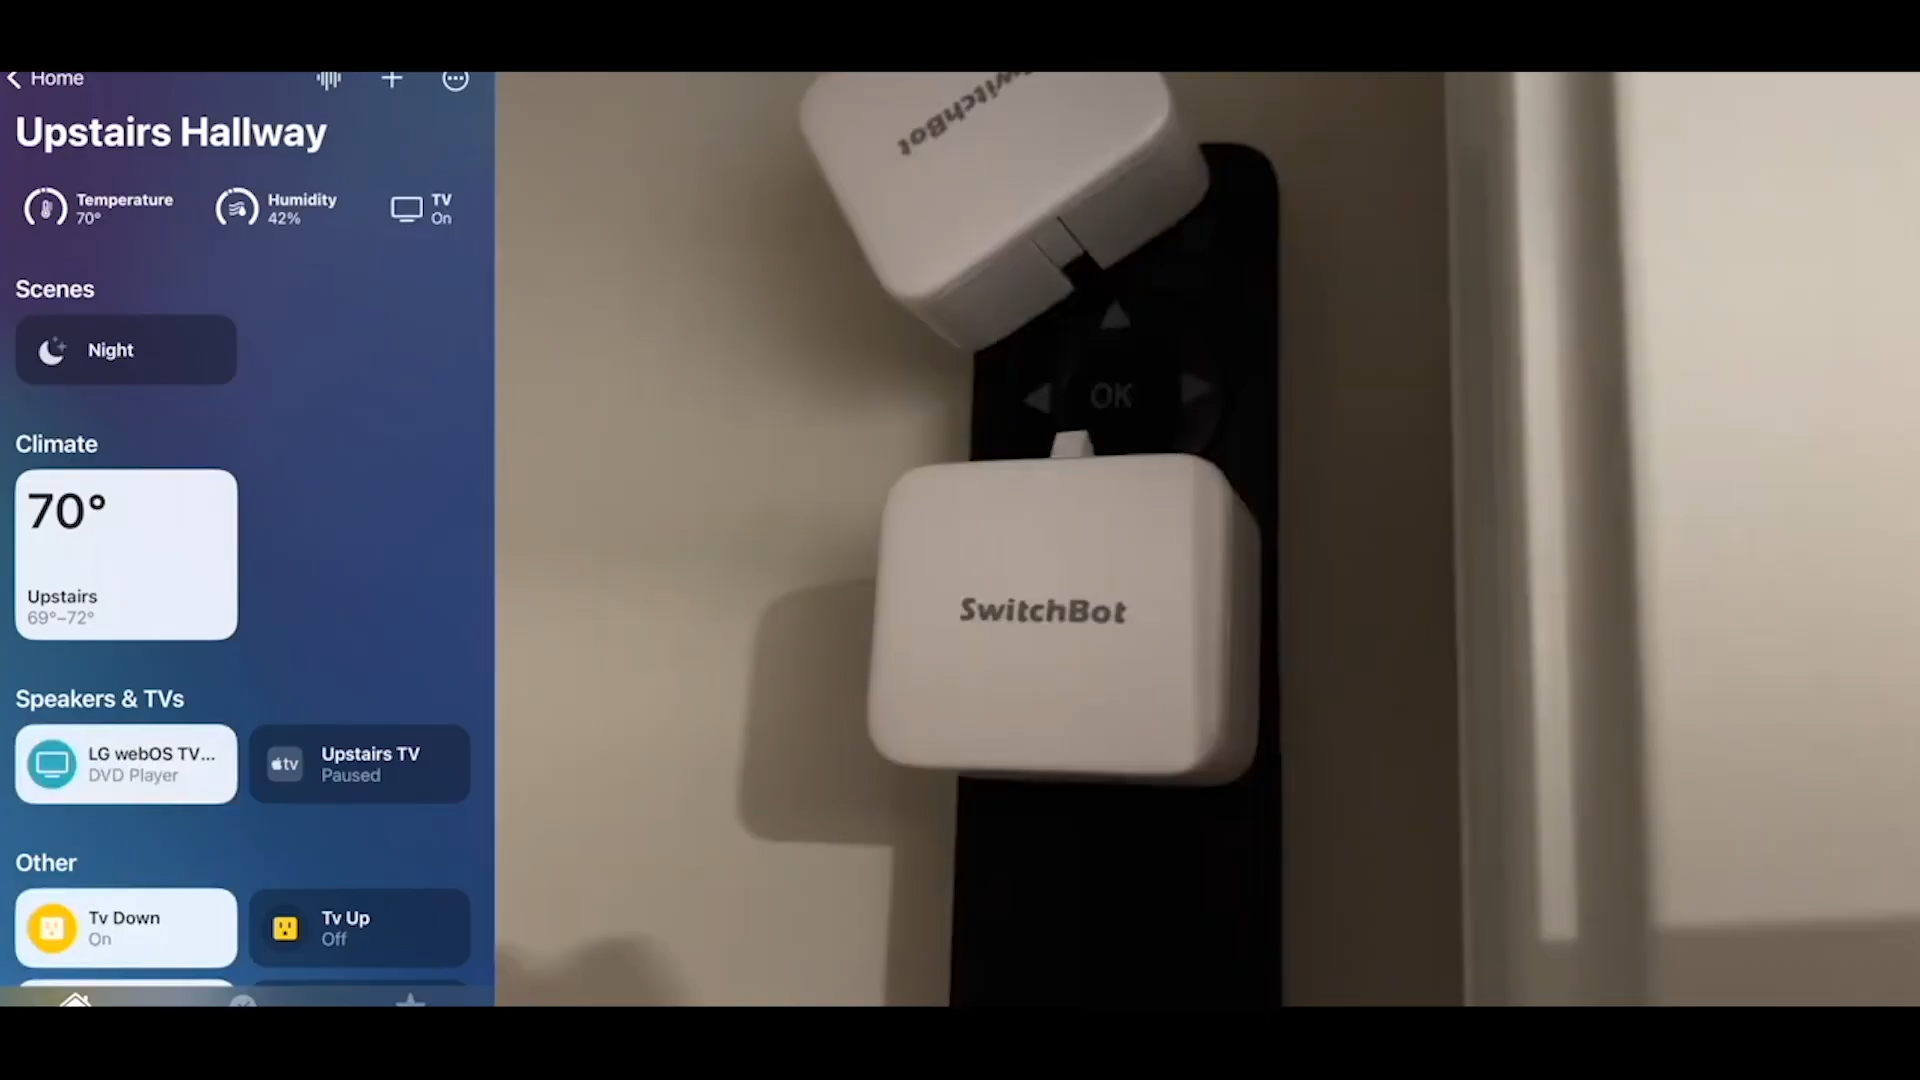 Home
Upstairs Hallway
Temperature
70°
Humidity
42%
TV
On
Scenes
Night
Climate
70°
Upstairs
69°–72°
Speakers & TVs
LG webOS TV...
DVD Player
tv
Upstairs TV
Paused
Other
Tv Down
On
Tv Up
Off
SwitchBot
OK
SwitchBot